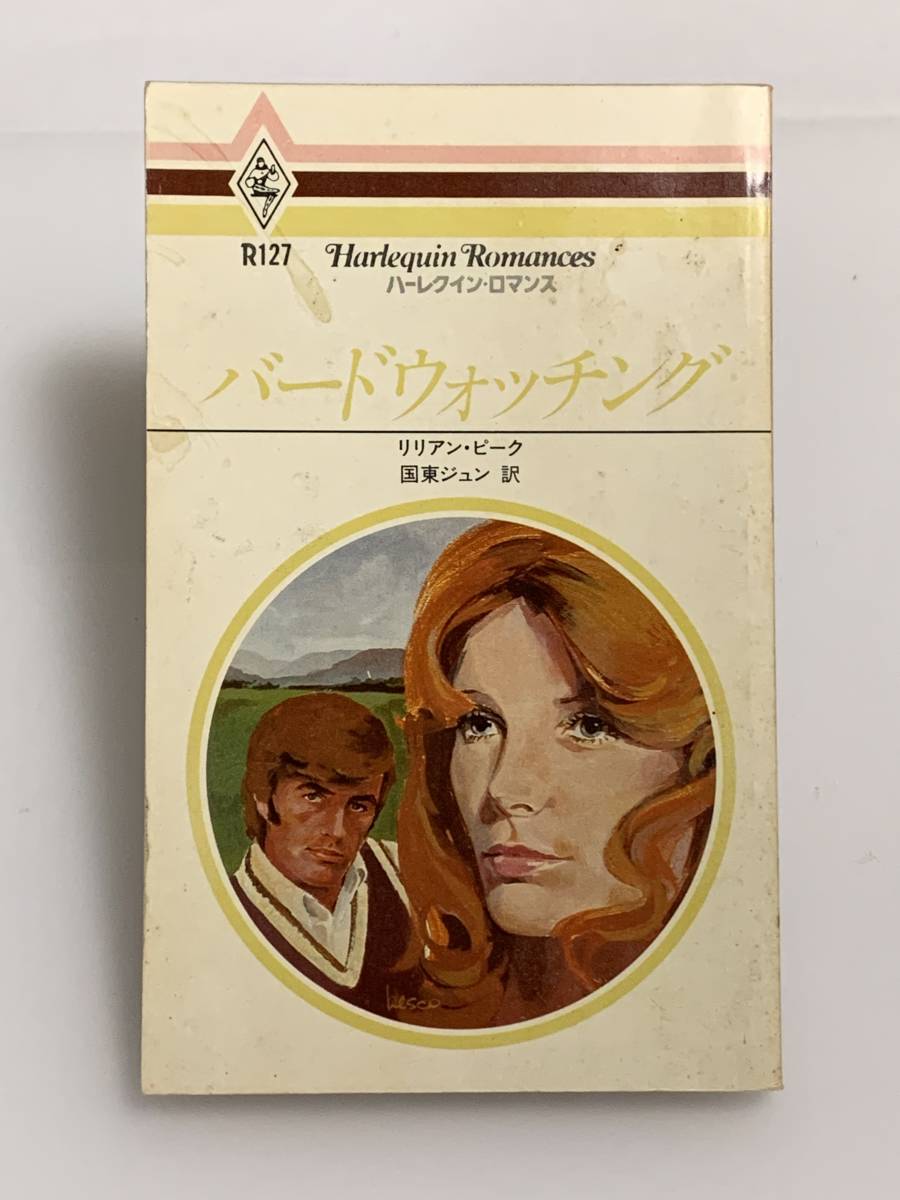 R127 Harlequin Romances
ハーレクイン・ロマンス
バードウォッチング
リリアン・ピーク
国東ジュン 訳